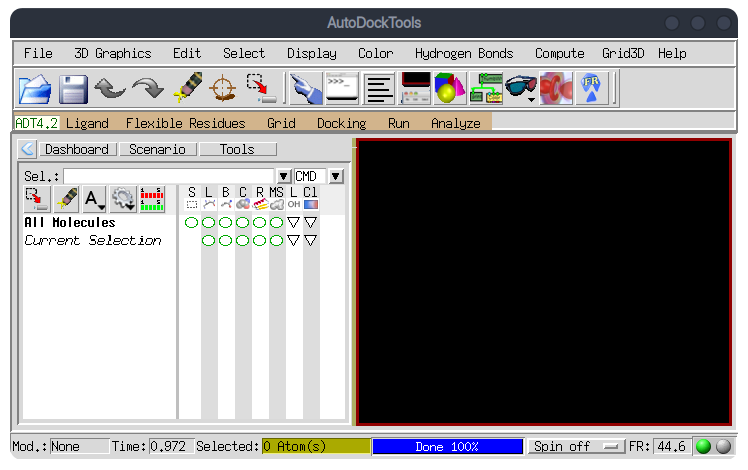 AutoDockTools
File 3D Graphics Edit Select Display Color Hydrogen Bonds Compute Grid3D Help
>>>_
ADT4.2 Ligand Flexible Residues Grid Docking Run Analyze
Dashboard Scenario Tools
Sel.: CMD
A S L B C R MS L Cl
OH
All Molecules
Current Selection
Mod.: None Time: 0.972 Selected: 0 Atom(s) Done 100% Spin off FR: 44.6